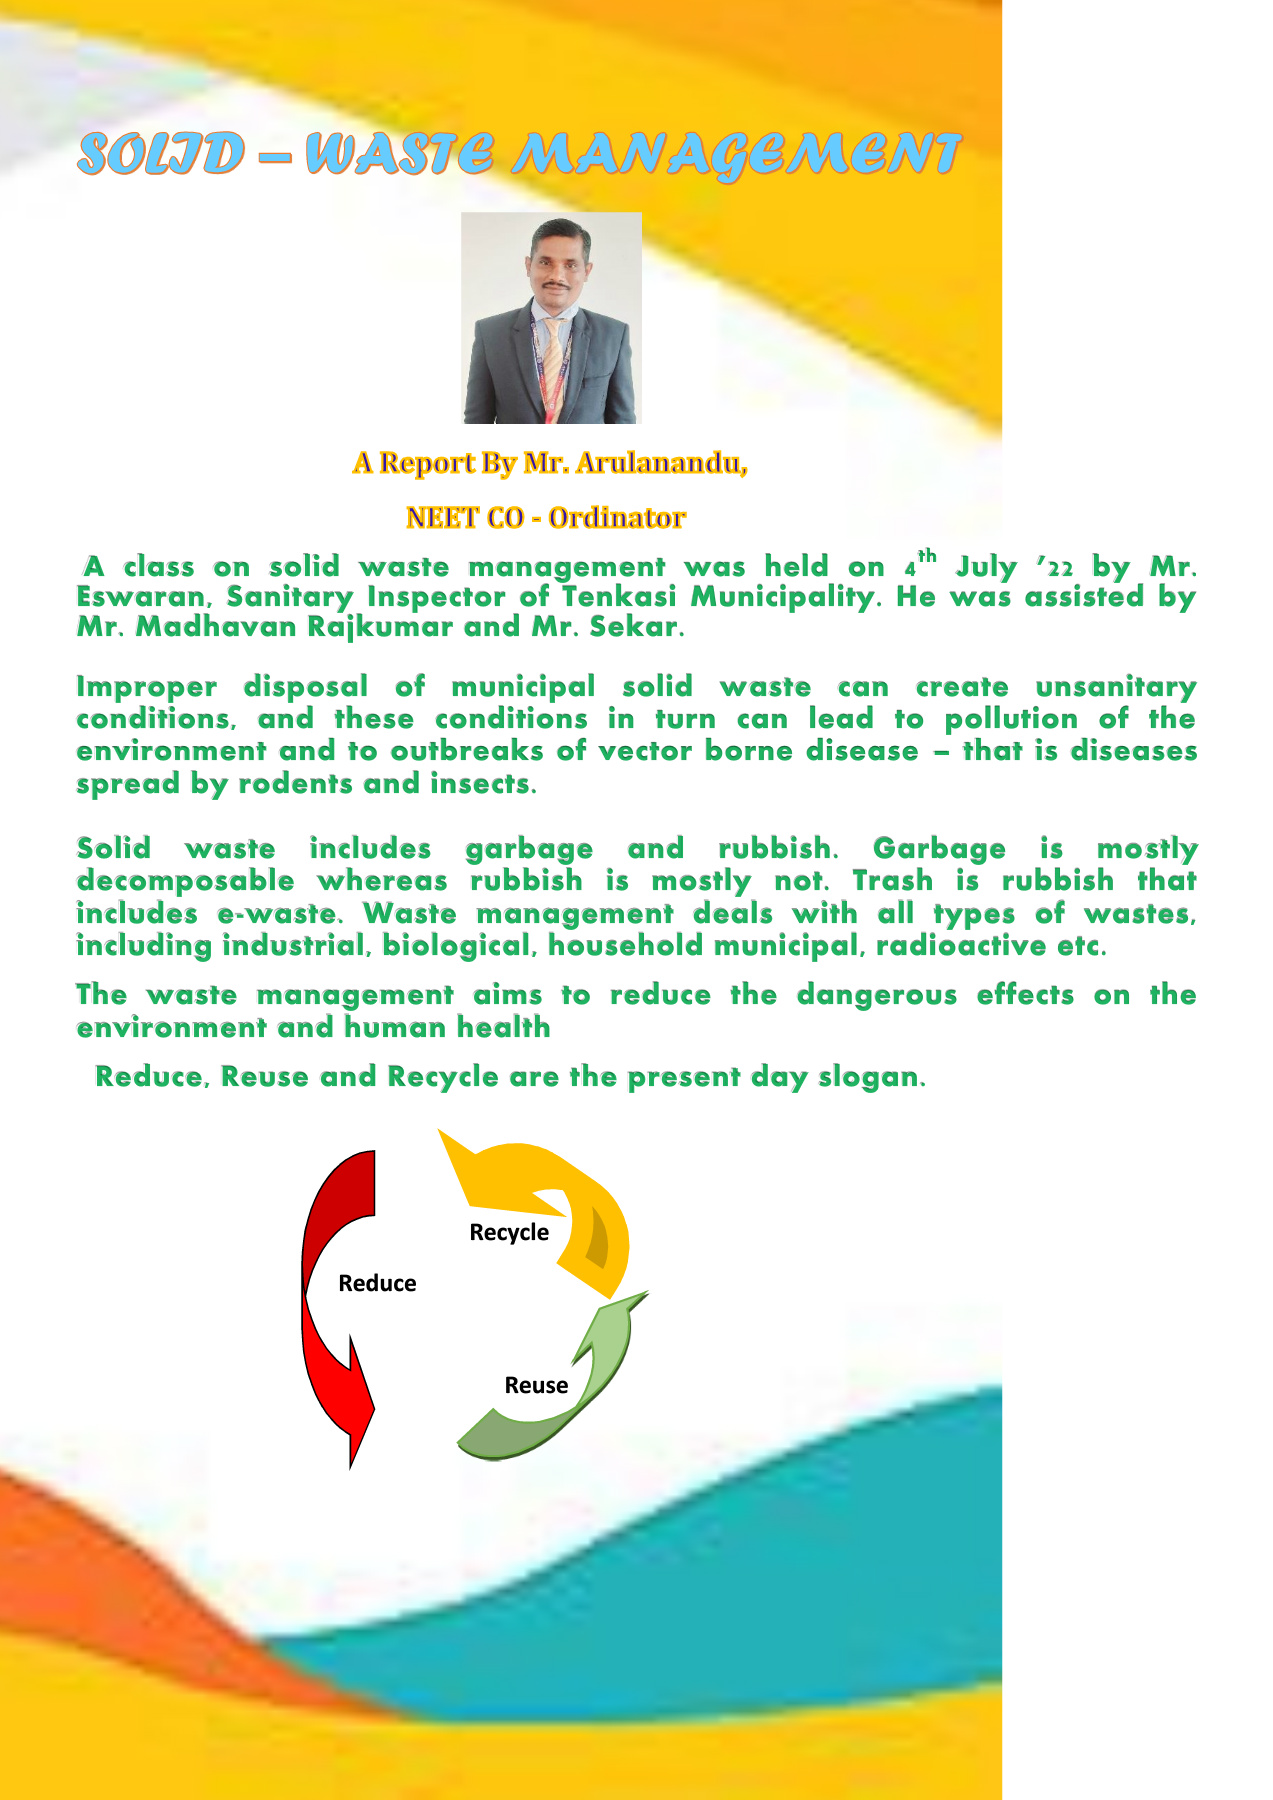 SOLID – WASTE MANAGEMENT
A Report By Mr. Arulanandu,
NEET CO - Ordinator
A class on solid waste management was held on 4th July ’22 by Mr.
Eswaran, Sanitary Inspector of Tenkasi Municipality. He was assisted by
Mr. Madhavan Rajkumar and Mr. Sekar.
Improper disposal of municipal solid waste can create unsanitary
conditions, and these conditions in turn can lead to pollution of the
environment and to outbreaks of vector borne disease – that is diseases
spread by rodents and insects.
Solid waste includes garbage and rubbish. Garbage is mostly
decomposable whereas rubbish is mostly not. Trash is rubbish that
includes e-waste. Waste management deals with all types of wastes,
including industrial, biological, household municipal, radioactive etc.
The waste management aims to reduce the dangerous effects on the
environment and human health
Reduce, Reuse and Recycle are the present day slogan.
Recycle
Reduce
Reuse